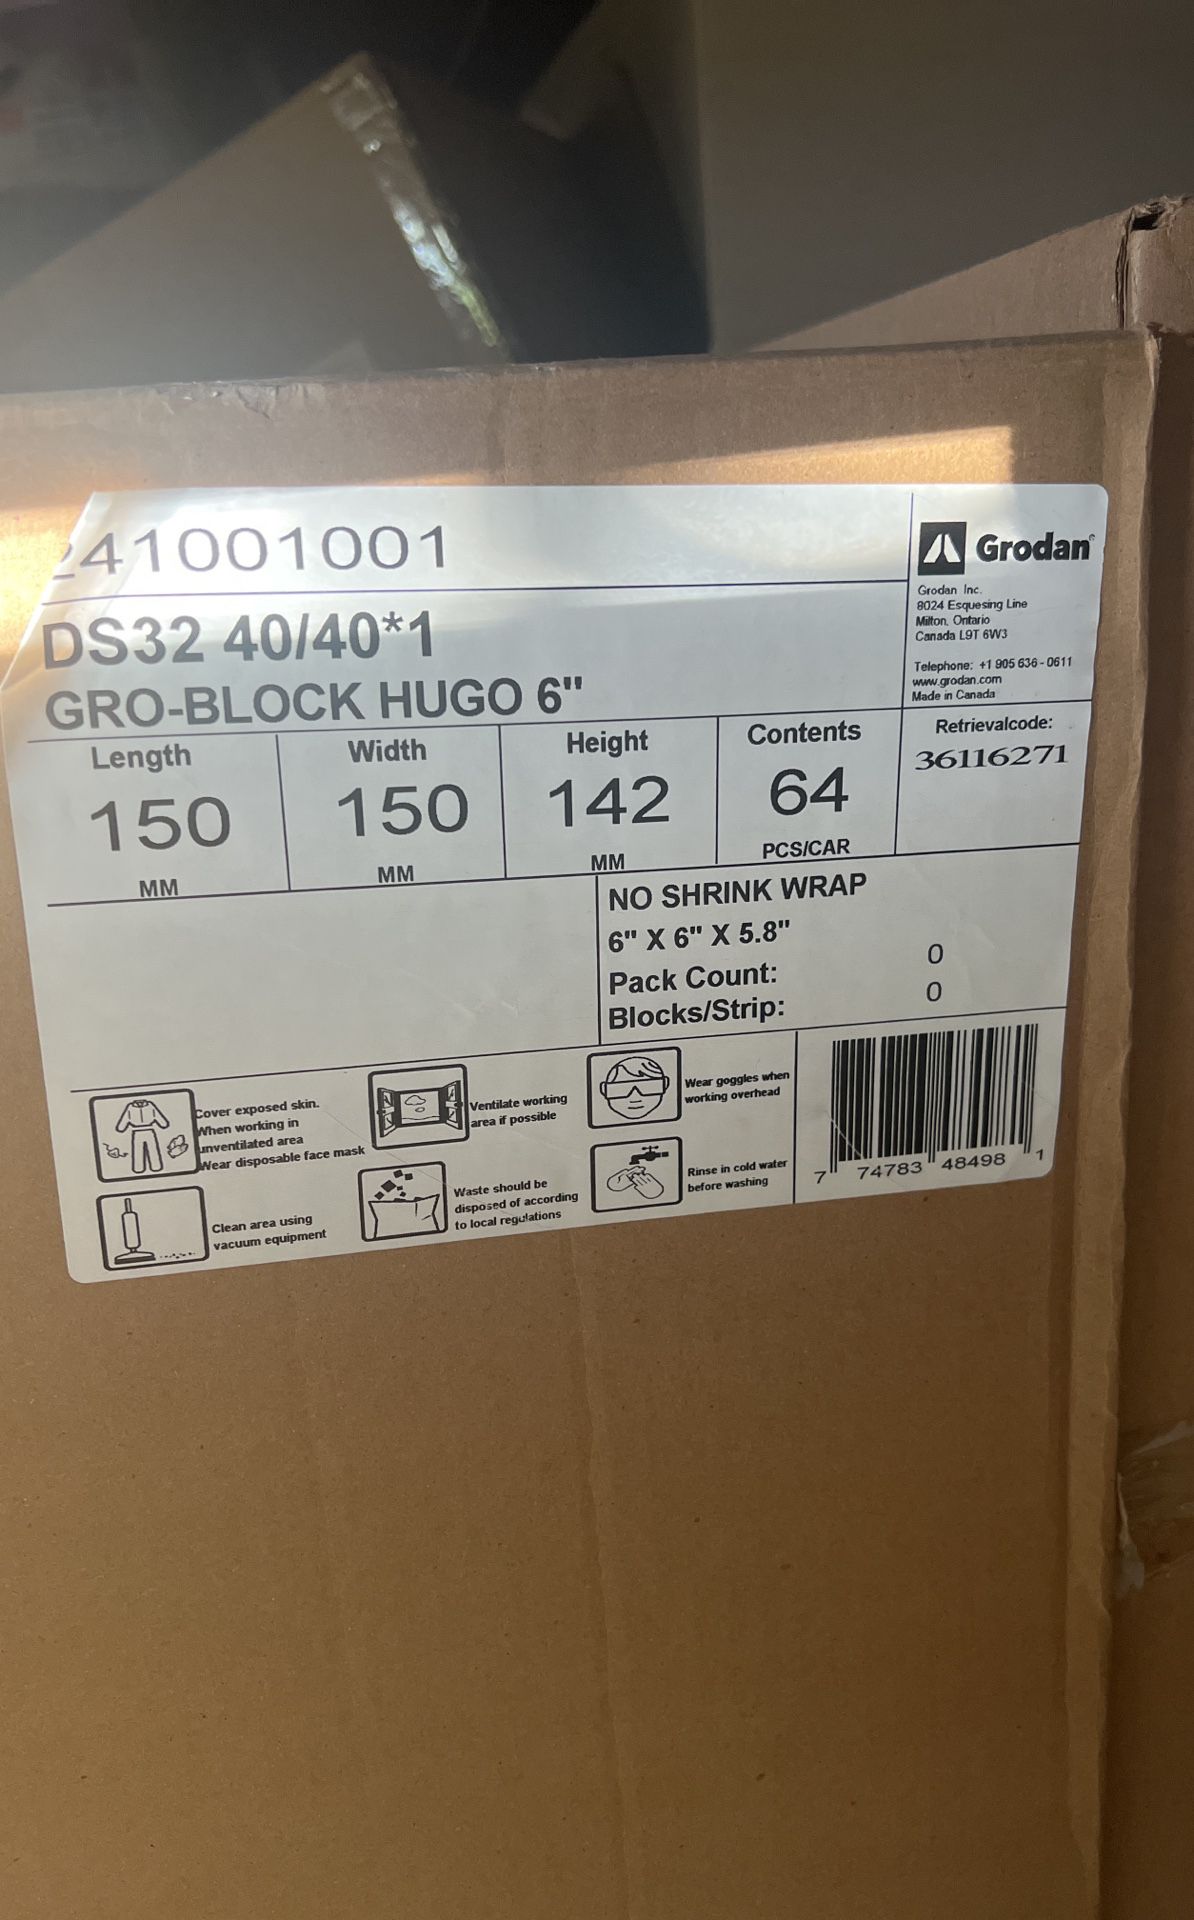 241001001
Grodan®
Grodan Inc.
8024 Esquesing Line
Milton, Ontario
Canada L9T 6W3
Telephone: +1 905 636 - 0611
www.grodan.com
Made in Canada
DS32 40/40*1
GRO-BLOCK HUGO 6"
Length
150
MM
Width
150
MM
Height
142
MM
Contents
64
PCS/CAR
Retrievalcode:
36116271
NO SHRINK WRAP
6" X 6" X 5.8"
Pack Count: 0
Blocks/Strip: 0
Cover exposed skin.
When working in
unventilated area
Wear disposable face mask
Ventilate working
area if possible
Wear goggles when
working overhead
Clean area using
vacuum equipment
Waste should be
disposed of according
to local regulations
Rinse in cold water
before washing
7 74783 48498 1